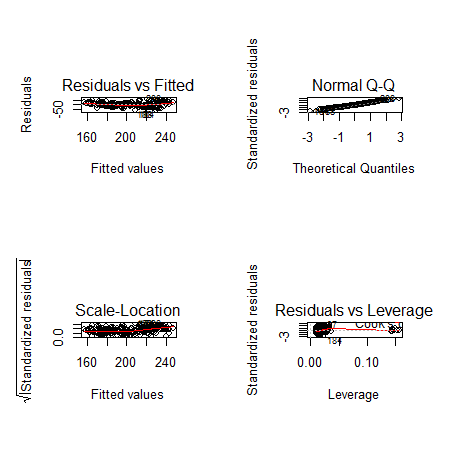 Residuals vs Fitted
Residuals
-50
160 200 240
Fitted values
Normal Q-Q
Standardized residuals
-3
-3 -1 1 3
Theoretical Quantiles
Scale-Location
√|Standardized residuals|
0.0
160 200 240
Fitted values
Residuals vs Leverage
Standardized residuals
-3
Cook's
184
0.00 0.10
Leverage